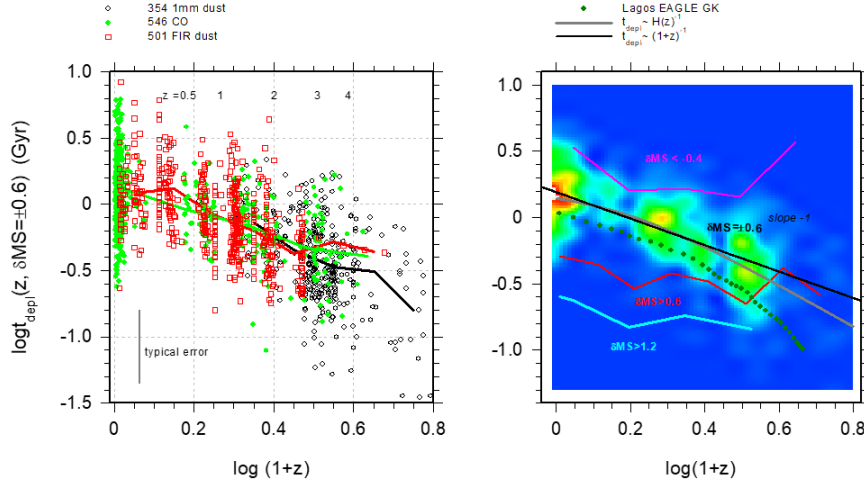 354 1mm dust
546 CO
501 FIR dust
Lagos EAGLE GK
t_depl ~ H(z)^-1
t_depl ~ (1+z)^-1
z =0.5 1 2 3 4
1.0
0.5
0
-0.5
-1.0
-1.5
logt_depl(z, δMS=±0.6) (Gyr)
typical error
0 0.2 0.4 0.6 0.8
log (1+z)
1.0
0.5
0
-0.5
-1.0
δMS < -0.4
slope -1
δMS=±0.6
δMS>0.6
δMS>1.2
0 0.2 0.4 0.6 0.8
log(1+z)